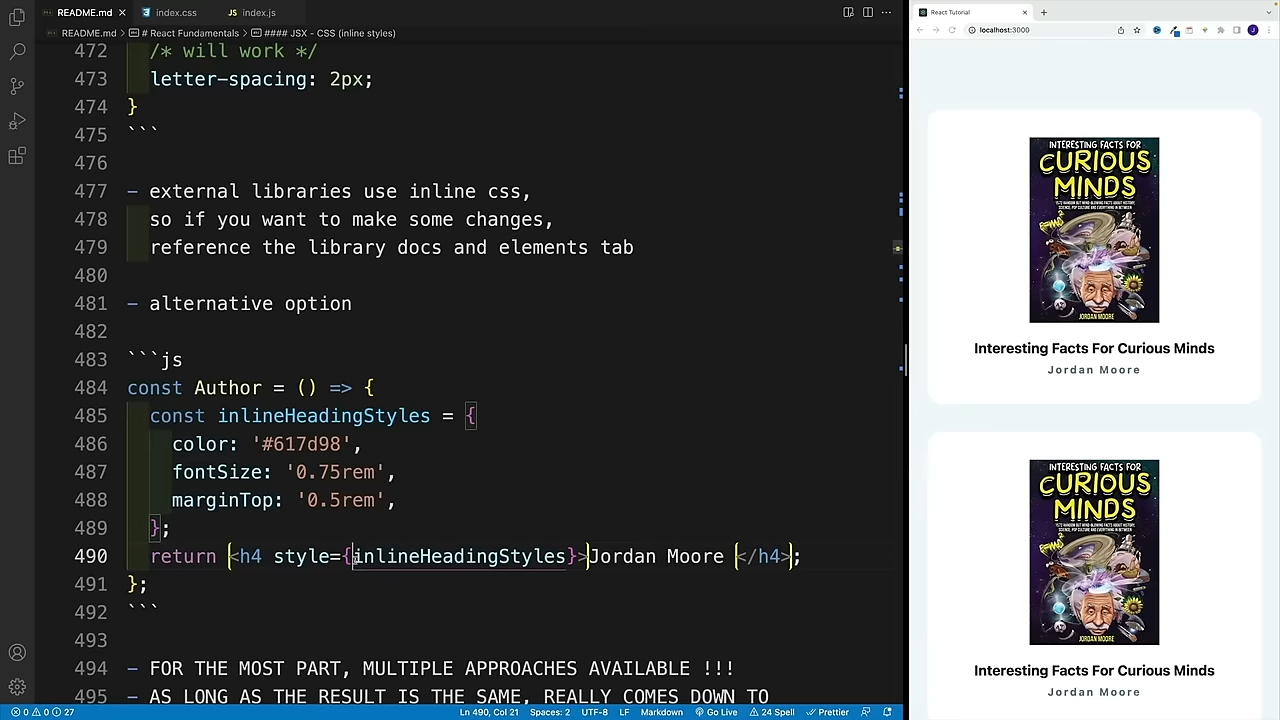 README.md
index.css
JS index.js
README.md > # React Fundam... > #### JSX - CSS (inline styles)
472 /* will work */
473 letter-spacing: 2px;
474 }
475 ```
476
477 - external libraries use inline css,
478 so if you want to make some changes,
479 reference the library docs and elements tab
480
481 - alternative option
482
483 ```js
484 const Author = () => {
485 const inlineHeadingStyles = {
486 color: '#617d98',
487 fontSize: '0.75rem',
488 marginTop: '0.5rem',
489 };
490 return <h4 style={inlineHeadingStyles}>Jordan Moore </h4>;
491 };
492 ```
493
494 - FOR THE MOST PART, MULTIPLE APPROACHES AVAILABLE !!!
495 - AS LONG AS THE RESULT IS THE SAME, REALLY COMES DOWN TO
0 0 27
Ln 490, Col 21
Spaces: 2
UTF-8
LF
Markdown
Go Live
24 Spell
Prettier
React Tutorial
localhost:3000
J
INTERESTING FACTS FOR
CURIOUS
MINDS
JORDAN MOORE
Interesting Facts For Curious Minds
Jordan Moore
INTERESTING FACTS FOR
CURIOUS
MINDS
JORDAN MOORE
Interesting Facts For Curious Minds
Jordan Moore